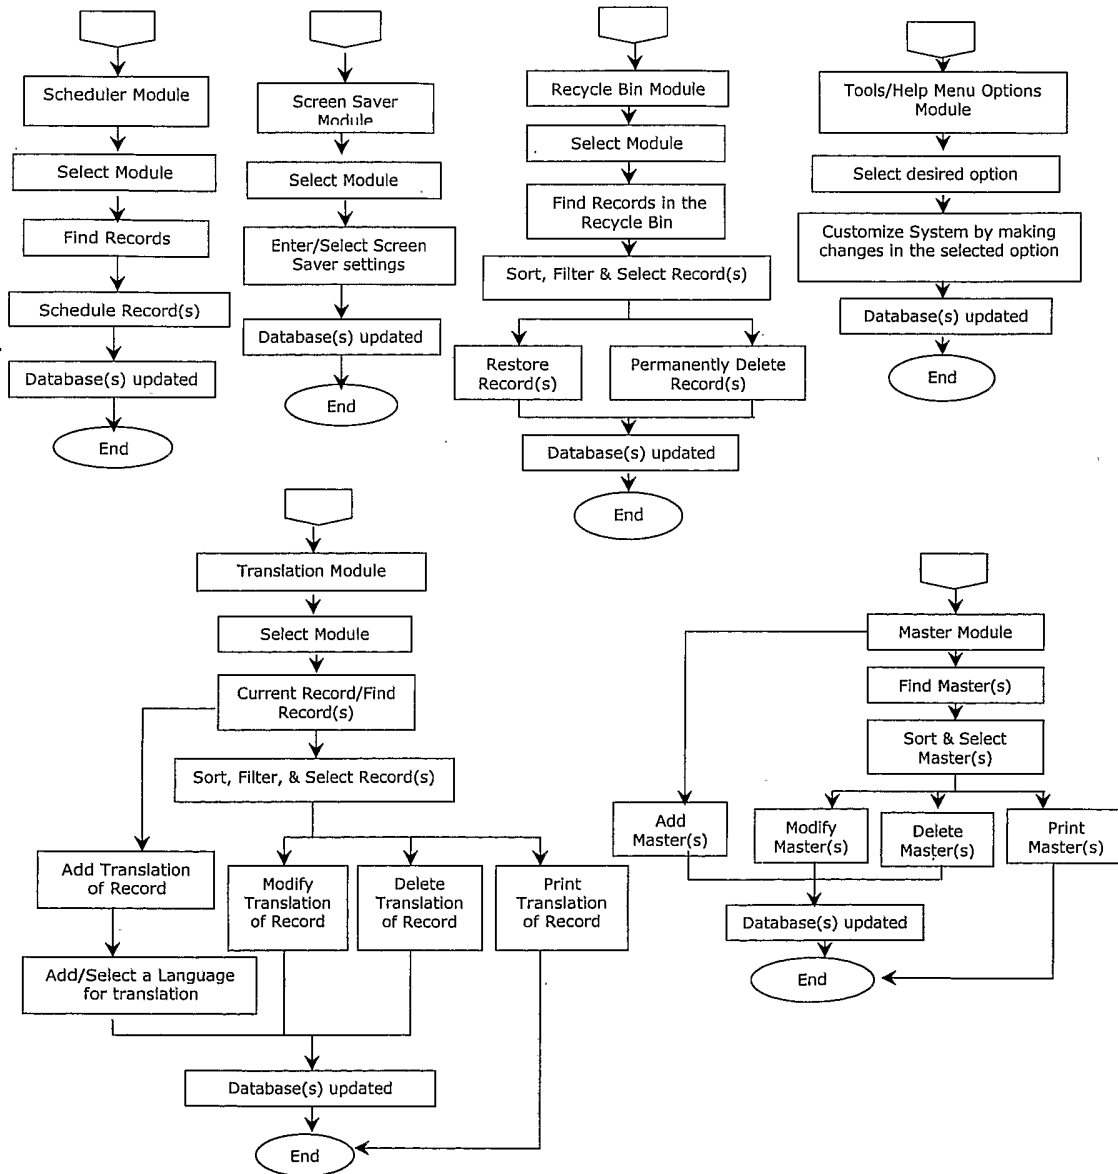 Scheduler Module
Select Module
Find Records
Schedule Record(s)
Database(s) updated
End
Screen Saver
Module
Select Module
Enter/Select Screen
Saver settings
Database(s) updated
End
Recycle Bin Module
Select Module
Find Records in the
Recycle Bin
Sort, Filter & Select Record(s)
Restore
Record(s)
Permanently Delete
Record(s)
Database(s) updated
End
Tools/Help Menu Options
Module
Select desired option
Customize System by making
changes in the selected option
Database(s) updated
End
Translation Module
Select Module
Current Record/Find
Record(s)
Sort, Filter, & Select Record(s)
Add Translation
of Record
Modify
Translation
of Record
Delete
Translation
of Record
Print
Translation
of Record
Add/Select a Language
for translation
Database(s) updated
End
Master Module
Find Master(s)
Sort & Select
Master(s)
Add
Master(s)
Modify
Master(s)
Delete
Master(s)
Print
Master(s)
Database(s) updated
End